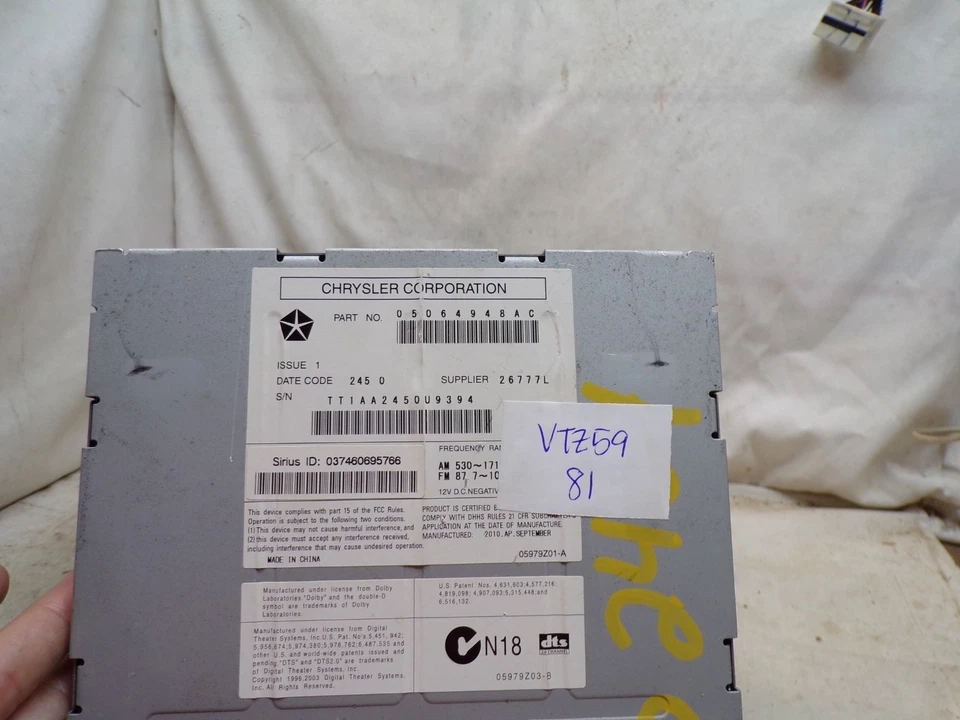 CHRYSLER CORPORATION
PART NO. 05064948AC
ISSUE 1
DATE CODE 245 0 SUPPLIER 26777L
S/N TT1AA2450U9394
Sirius ID: 037460695766
FREQUENCY
AM 530~171
FM 87.7~10
12V D.C.NEGATIV
VTZ59
81
This device complies with part 15 of the FCC Rules.
Operation is subject to the following two conditions.
(1)This device may not cause harmful interference, and
(2)this device must accept any interference received,
including interference that may cause undesired operation.
MADE IN CHINA
PRODUCT IS CERTIFIED
COMPLY WITH DHHS RULES 21 CFR SUBCHAPTER
APPLICATION AT THE DATE OF MANUFACTURE.
MANUFACTURED: 2010.AP.SEPTEMBER
05979Z01-A
Manufactured under license from Dolby
Laboratories."Dolby" and the double-D
symbol are trademarks of Dolby
Laboratories.
U.S. Patent Nos. 4,631,603;4,577,216;
4,819,098; 4,907,093;5,315,448;and
6,516,132.
Manufactured under license from Digital
Theater Systems, Inc.U.S. Pat. No's.5,451, 942;
5,956,674;5,974,380;5,978,762;6,487,535 and
other U.S. and world-wide patents issued and
pending "DTS" and "DTS2.0" are trademarks
of Digital Theater Systems, Inc.
Copyright 1996,2003 Digital Theater Systems,
Inc. All Rights Reserved.
N18
dts
05979Z03-B